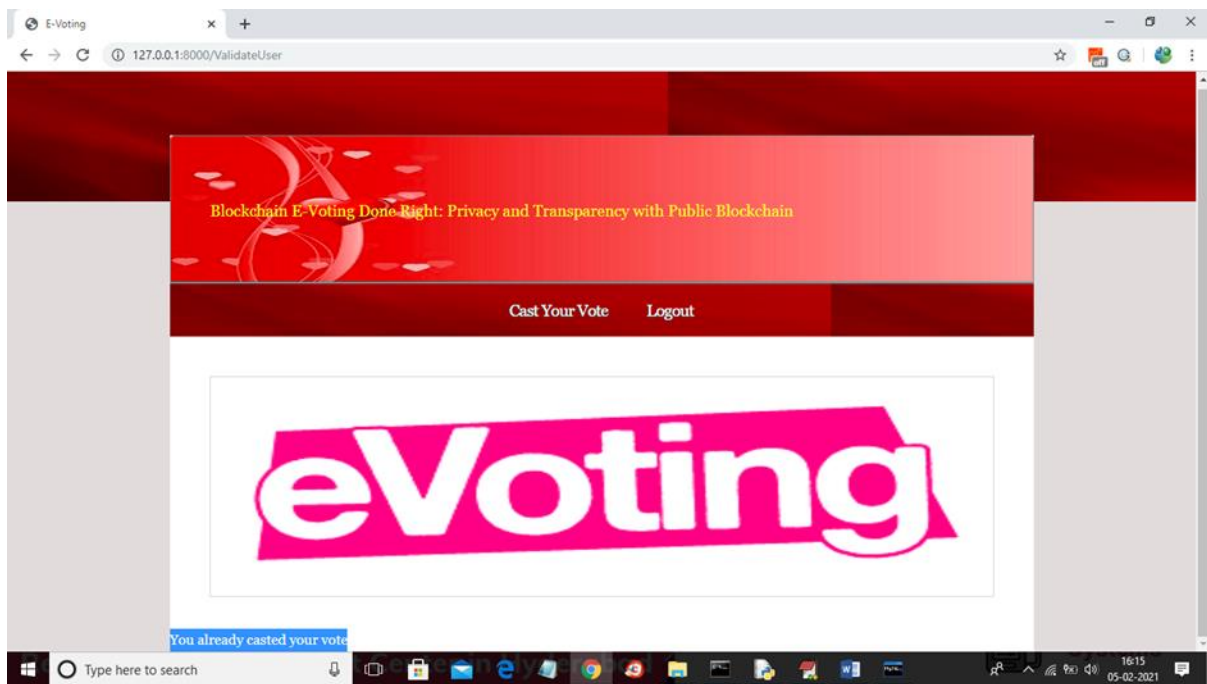 E-Voting
127.0.0.1:8000/ValidateUser
Off
Blockchain E-Voting Done Right: Privacy and Transparency with Public Blockchain
Cast Your Vote Logout
eVoting
You already casted your vote
Type here to search
16:15
05-02-2021